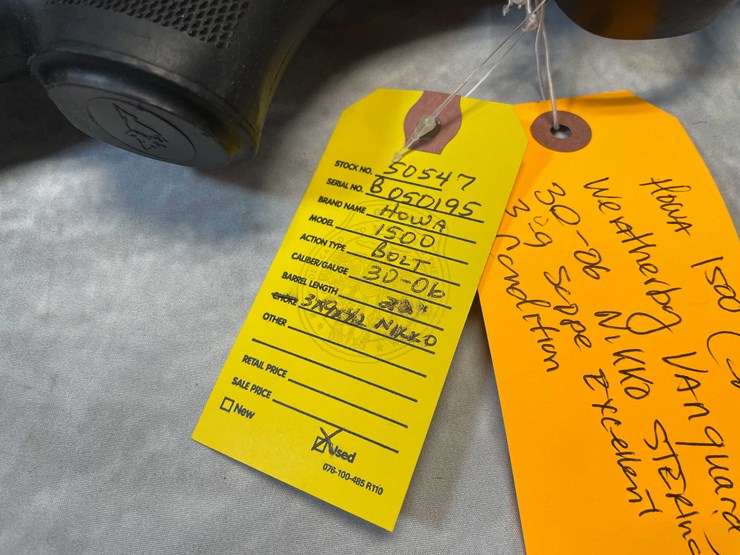 STOCK NO. 50547
SERIAL NO. B050195
BRAND NAME HOWA
MODEL 1500
ACTION TYPE BOLT
CALIBER/GAUGE 30-06
BARREL LENGTH 22"
CHOKE 3X9X42 NIKKO
OTHER
RETAIL PRICE
SALE PRICE
New
Used
076-100-485 R110
Howa 1500
Weatherby Vanguard
30-06 NIKKO STERLING
3-9 scope Excellent
condition